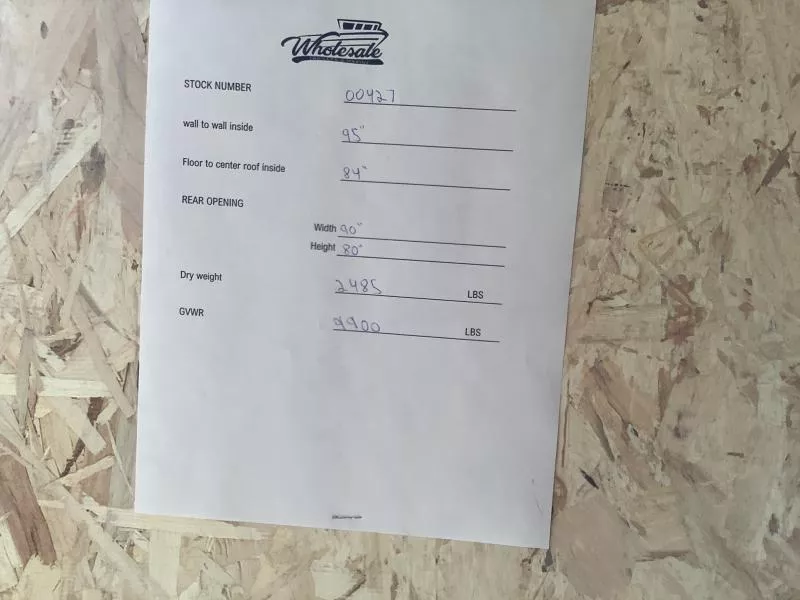 Wholesale
STOCK NUMBER 00427
wall to wall inside 95"
Floor to center roof inside 84"
REAR OPENING
Width 90"
Height 80"
Dry weight 2485 LBS
GVWR 9900 LBS